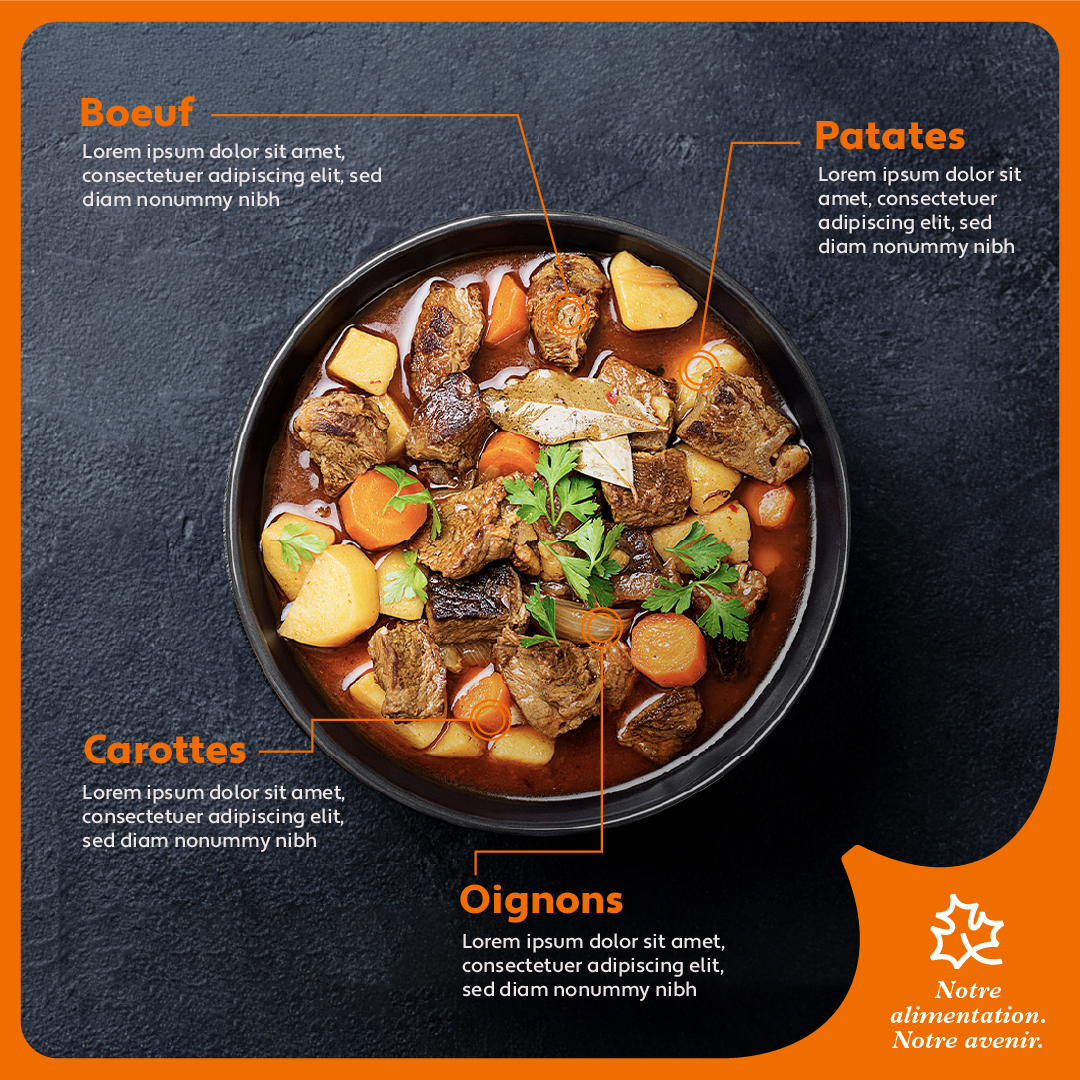 Boeuf
Lorem ipsum dolor sit amet,
consectetuer adipiscing elit, sed
diam nonummy nibh
Patates
Lorem ipsum dolor sit
amet, consectetuer
adipiscing elit, sed
diam nonummy nibh
Carottes
Lorem ipsum dolor sit amet,
consectetuer adipiscing elit,
sed diam nonummy nibh
Oignons
Lorem ipsum dolor sit amet,
consectetuer adipiscing elit,
sed diam nonummy nibh
Notre
alimentation.
Notre avenir.